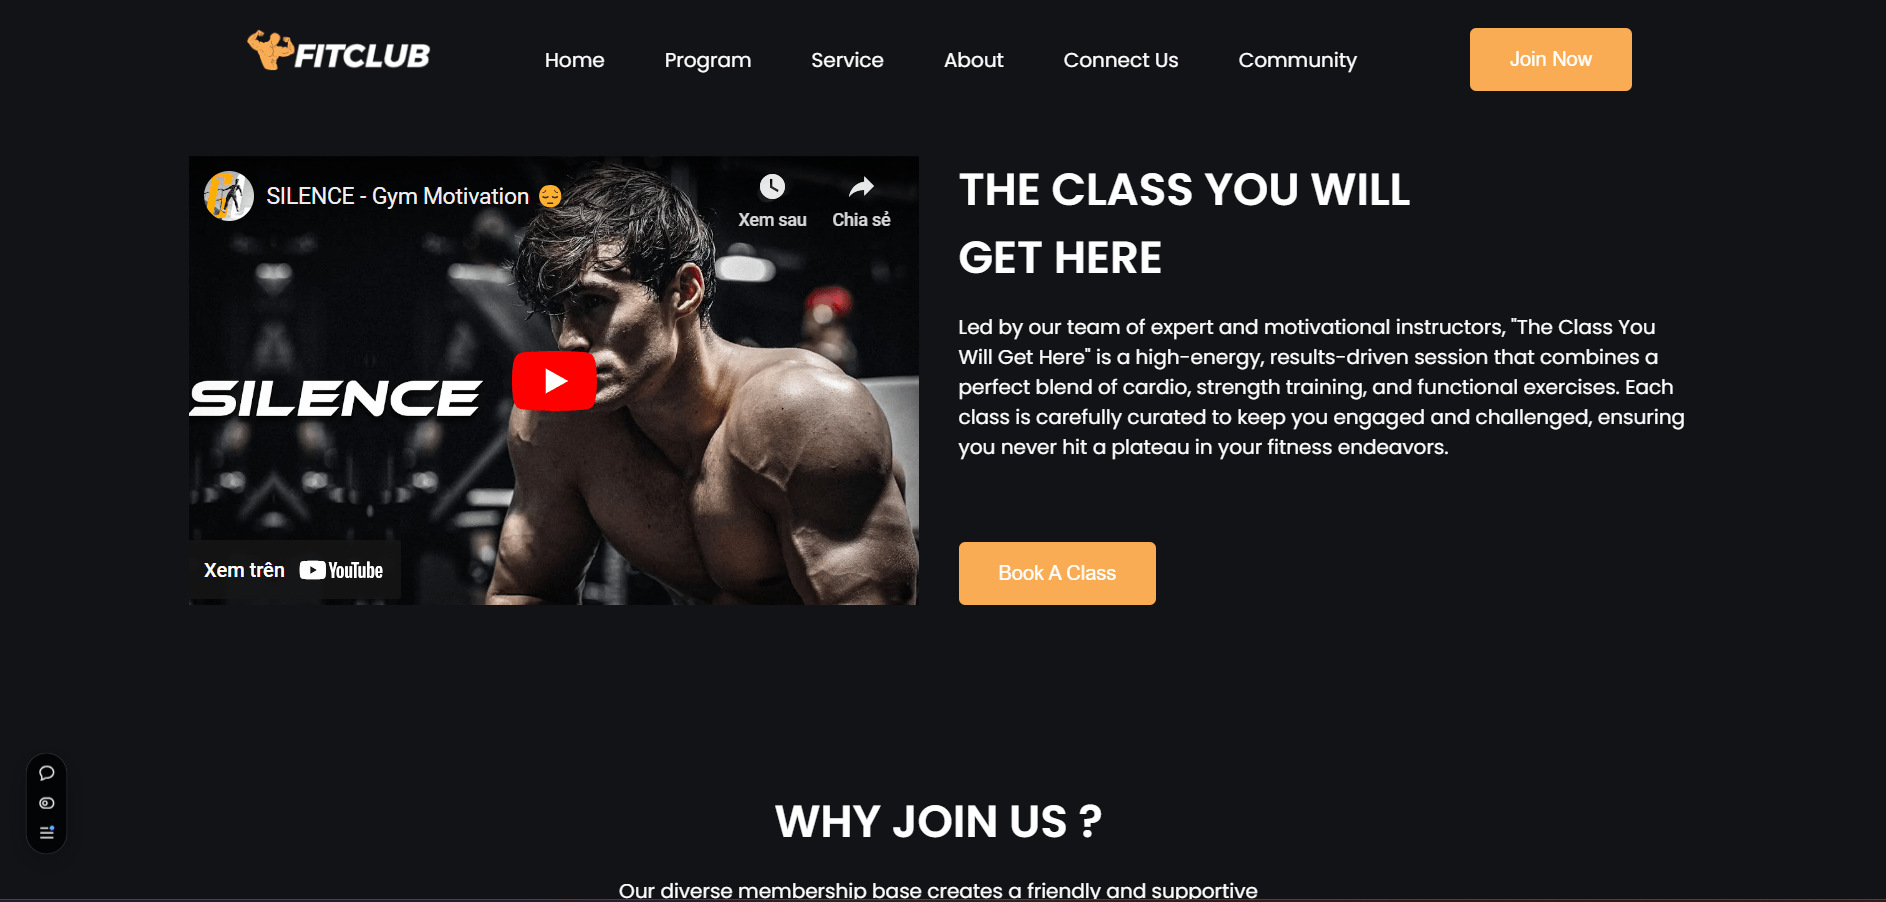 FITCLUB
Home
Program
Service
About
Connect Us
Community
Join Now
SILENCE - Gym Motivation 😔
Xem sau
Chia sẻ
SILENCE
Xem trên YouTube
THE CLASS YOU WILL
GET HERE
Led by our team of expert and motivational instructors, "The Class You
Will Get Here" is a high-energy, results-driven session that combines a
perfect blend of cardio, strength training, and functional exercises. Each
class is carefully curated to keep you engaged and challenged, ensuring
you never hit a plateau in your fitness endeavors.
Book A Class
WHY JOIN US ?
Our diverse membership base creates a friendly and supportive